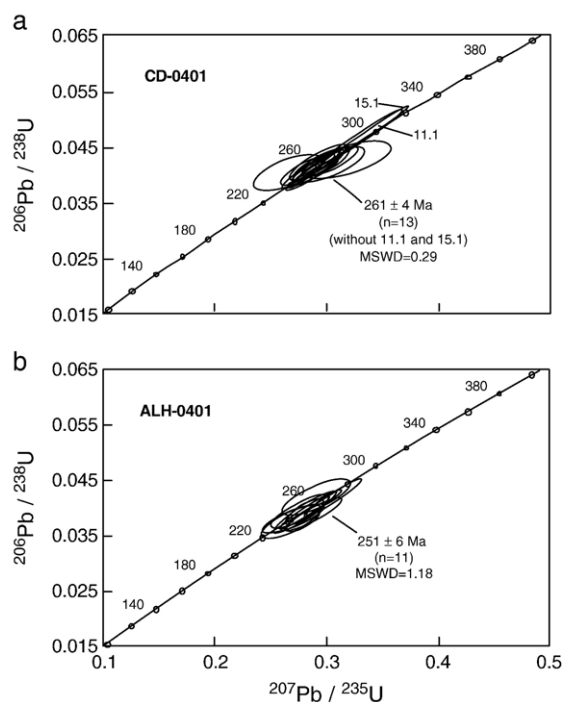 a
0.065
0.055
0.045
0.035
0.025
0.015
²⁰⁶Pb / ²³⁸U
CD-0401
380
340
15.1
300
11.1
260
220
180
140
261 ± 4 Ma
(n=13)
(without 11.1 and 15.1)
MSWD=0.29
b
0.065
0.055
0.045
0.035
0.025
0.015
²⁰⁶Pb / ²³⁸U
ALH-0401
380
340
300
260
220
180
140
251 ± 6 Ma
(n=11)
MSWD=1.18
0.1 0.2 0.3 0.4 0.5
²⁰⁷Pb / ²³⁵U